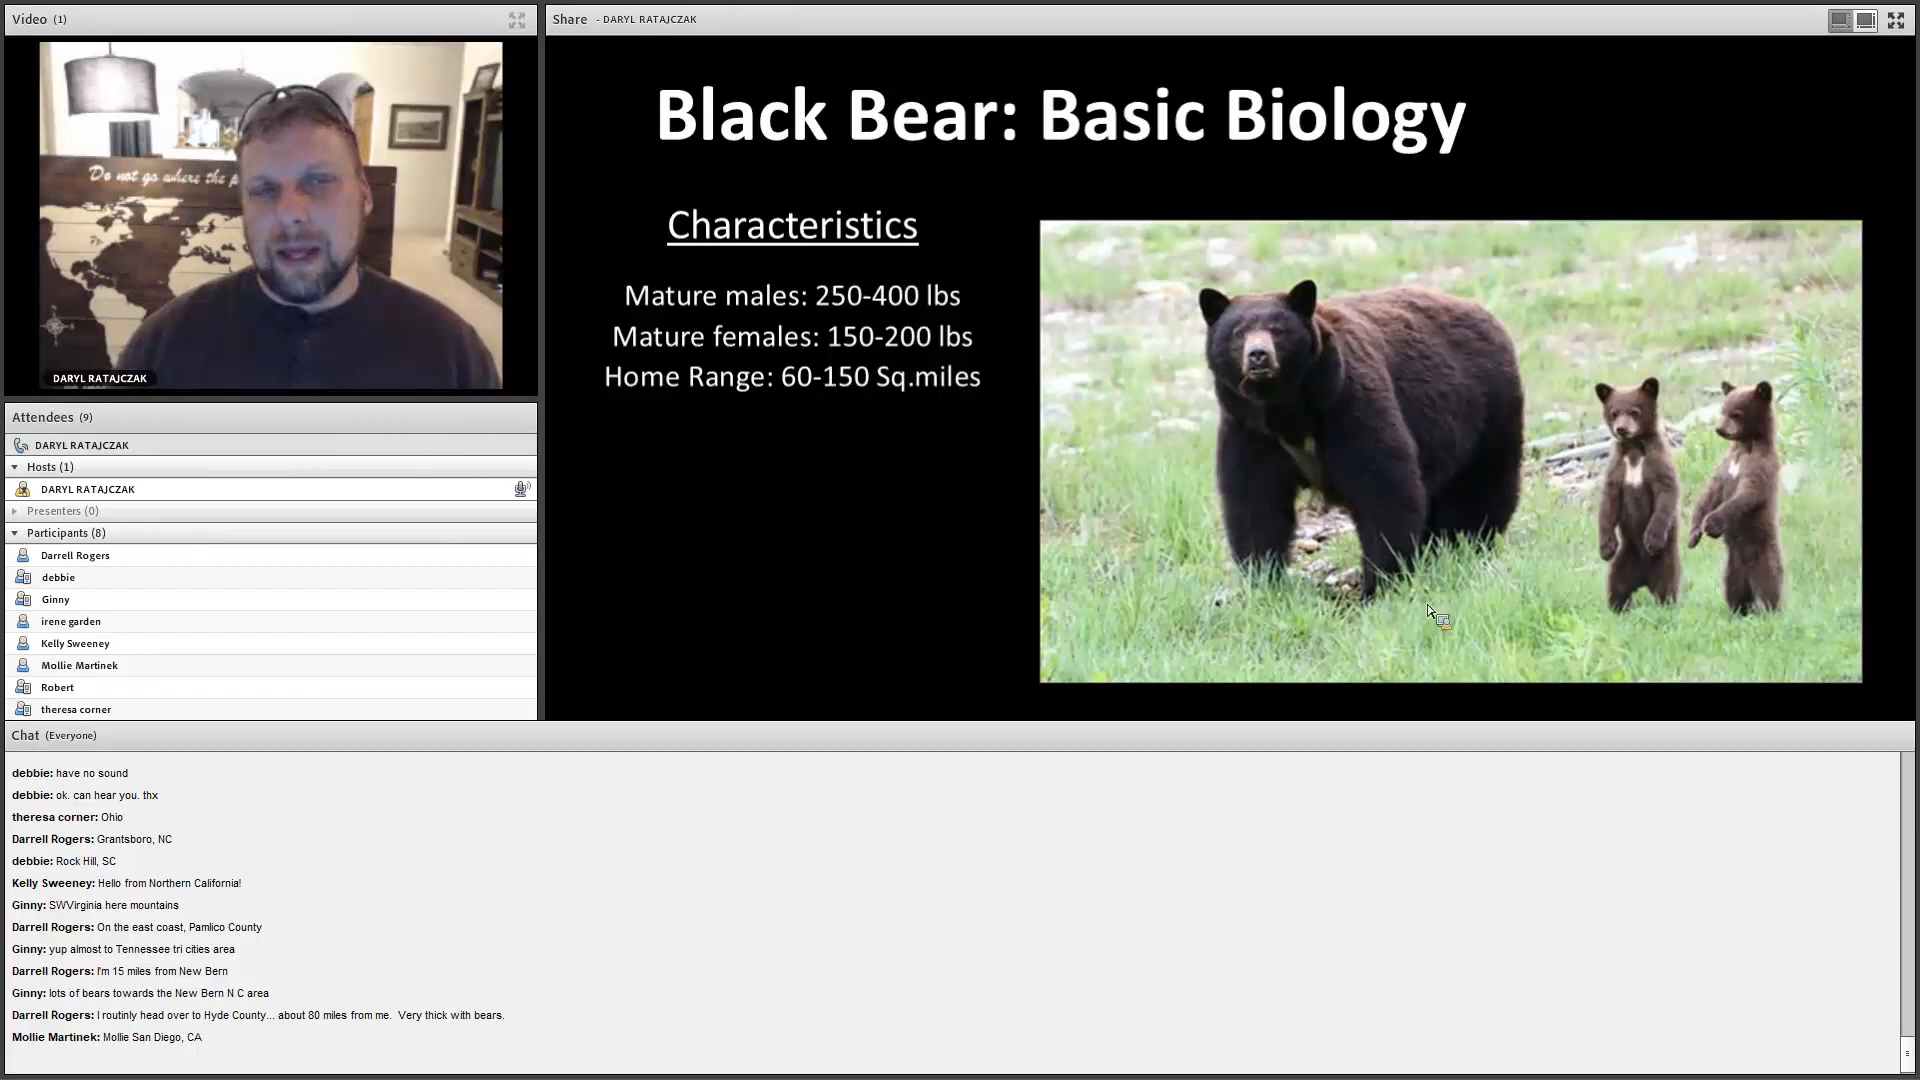 Video (1)
Do not go where the p
DARYL RATAJCZAK
Attendees (9)
DARYL RATAJCZAK
Hosts (1)
DARYL RATAJCZAK
Presenters (0)
Participants (8)
Darrell Rogers
debbie
Ginny
irene garden
Kelly Sweeney
Mollie Martinek
Robert
theresa corner
Share - DARYL RATAJCZAK
Black Bear: Basic Biology
Characteristics
Mature males: 250-400 lbs
Mature females: 150-200 lbs
Home Range: 60-150 Sq.miles
Chat (Everyone)
debbie: have no sound
debbie: ok. can hear you. thx
theresa corner: Ohio
Darrell Rogers: Grantsboro, NC
debbie: Rock Hill, SC
Kelly Sweeney: Hello from Northern California!
Ginny: SWVirginia here mountains
Darrell Rogers: On the east coast, Pamlico County
Ginny: yup almost to Tennessee tri cities area
Darrell Rogers: I'm 15 miles from New Bern
Ginny: lots of bears towards the New Bern N C area
Darrell Rogers: I routinly head over to Hyde County... about 80 miles from me.  Very thick with bears.
Mollie Martinek: Mollie San Diego, CA